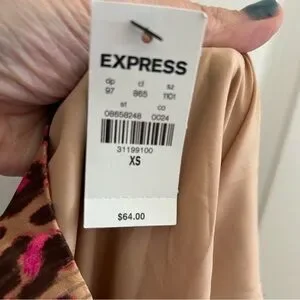 EXPRESS
dp cl sz
97 865 1101
st co
08658248 0024
31199100
XS
$64.00